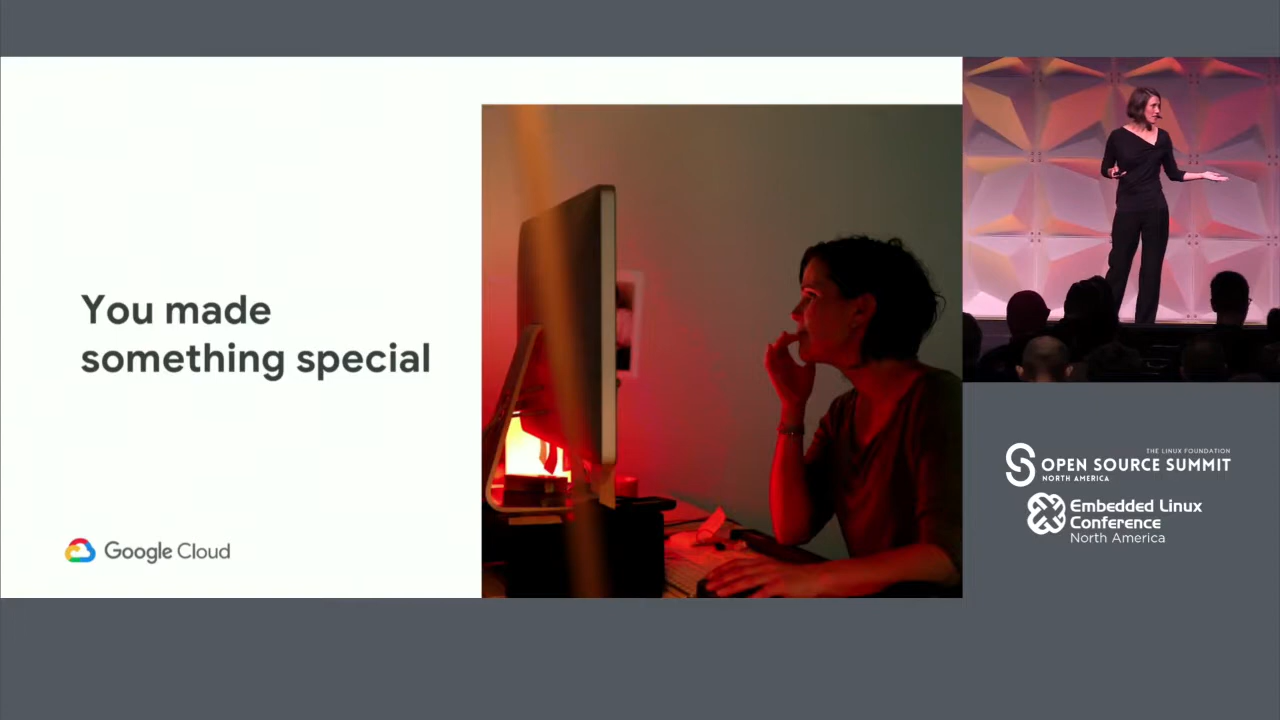 You made
something special
Google Cloud
THE LINUX FOUNDATION
OPEN SOURCE SUMMIT
NORTH AMERICA
Embedded Linux
Conference
North America